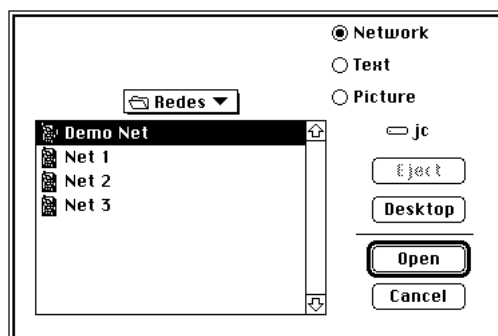 Network
Text
Picture
Redes
Demo Net
Net 1
Net 2
Net 3
jc
Eject
Desktop
Open
Cancel